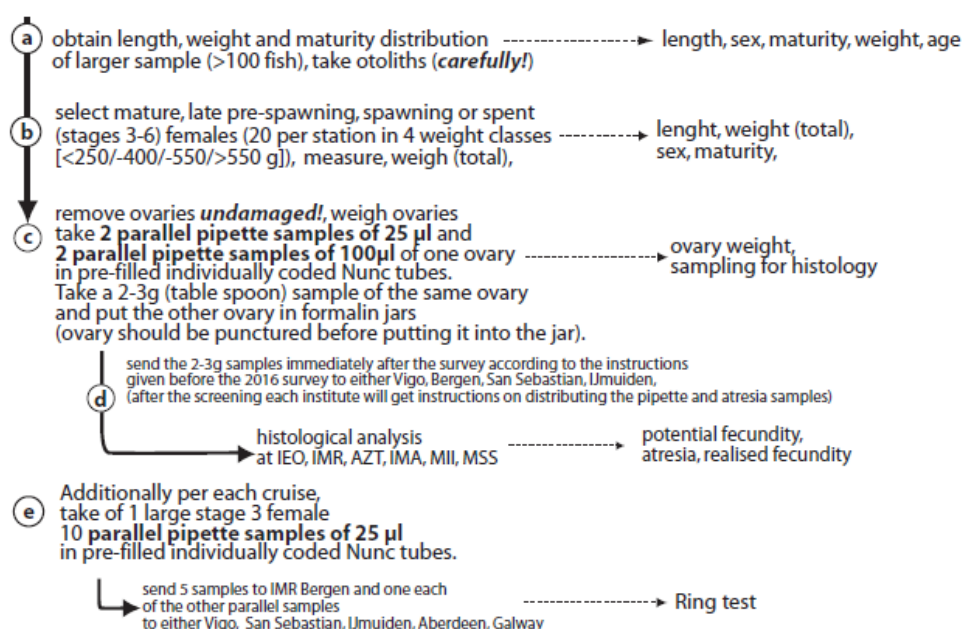 a
obtain length, weight and maturity distribution
of larger sample (>100 fish), take otoliths (carefully!)
length, sex, maturity, weight, age
b
select mature, late pre-spawning, spawning or spent
(stages 3-6) females (20 per station in 4 weight classes
[<250/-400/-550/>550 g]), measure, weigh (total),
lenght, weight (total),
sex, maturity,
c
remove ovaries undamaged!, weigh ovaries
take 2 parallel pipette samples of 25 µl and
2 parallel pipette samples of 100µl of one ovary
in pre-filled individually coded Nunc tubes.
Take a 2-3g (table spoon) sample of the same ovary
and put the other ovary in formalin jars
(ovary should be punctured before putting it into the jar).
ovary weight,
sampling for histology
d
send the 2-3g samples immediately after the survey according to the instructions
given before the 2016 survey to either Vigo, Bergen, San Sebastian, IJmuiden,
(after the screening each institute will get instructions on distributing the pipette and atresia samples)
histological analysis
at IEO, IMR, AZT, IMA, MII, MSS
potential fecundity,
atresia, realised fecundity
e
Additionally per each cruise,
take of 1 large stage 3 female
10 parallel pipette samples of 25 µl
in pre-filled individually coded Nunc tubes.
send 5 samples to IMR Bergen and one each
of the other parallel samples
to either Vigo, San Sebastian, IJmuiden, Aberdeen, Galway
Ring test